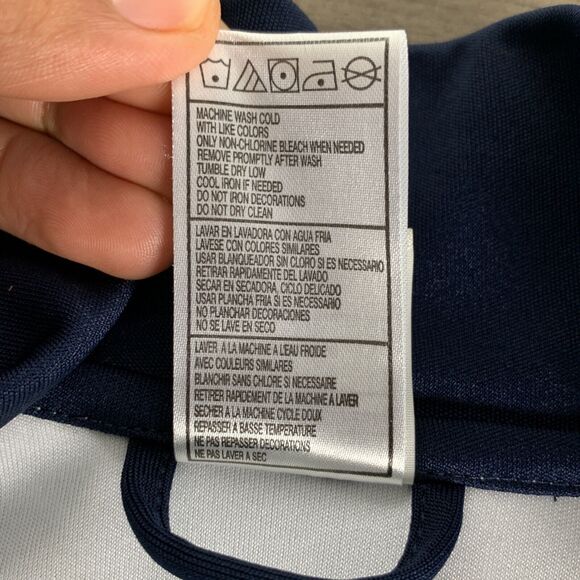 MACHINE WASH COLD
WITH LIKE COLORS
ONLY NON-CHLORINE BLEACH WHEN NEEDED
REMOVE PROMPTLY AFTER WASH
TUMBLE DRY LOW
COOL IRON IF NEEDED
DO NOT IRON DECORATIONS
DO NOT DRY CLEAN
LAVAR EN LAVADORA CON AGUA FRIA
LAVESE CON COLORES SIMILARES
USAR BLANQUEADOR SIN CLORO SI ES NECESSARIO
RETIRAR RAPIDAMENTE DEL LAVADO
SECAR EN SECADORA, CICLO DELICADO
USAR PLANCHA FRIA SI ES NECESSARIO
NO PLANCHAR DECORACIONES
NO SE LAVE EN SECO
LAVER A LA MACHINE A L'EAU FROIDE
AVEC COULEURS SIMILARES
BLANCHIR SANS CHLORE SI NECESSAIRE
RETIRER RAPIDEMENT DE LA MACHINE A LAVER
SECHER A LA MACHINE CYCLE DOUX
REPASSER A BASSE TEMPERATURE
NE PAS REPASSER DECORATIONS
NE PAS LAVER A SEC